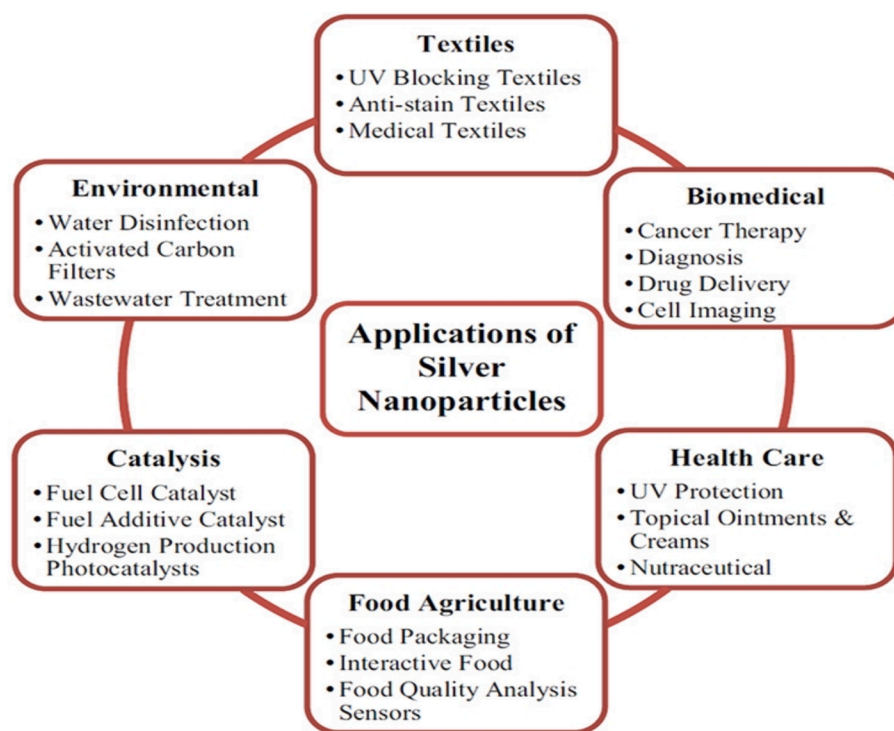 Textiles
• UV Blocking Textiles
• Anti-stain Textiles
• Medical Textiles
Environmental
• Water Disinfection
• Activated Carbon
Filters
• Wastewater Treatment
Biomedical
• Cancer Therapy
• Diagnosis
• Drug Delivery
• Cell Imaging
Applications of
Silver
Nanoparticles
Catalysis
• Fuel Cell Catalyst
• Fuel Additive Catalyst
• Hydrogen Production
Photocatalysts
Health Care
• UV Protection
• Topical Ointments &
Creams
• Nutraceutical
Food Agriculture
• Food Packaging
• Interactive Food
• Food Quality Analysis
Sensors